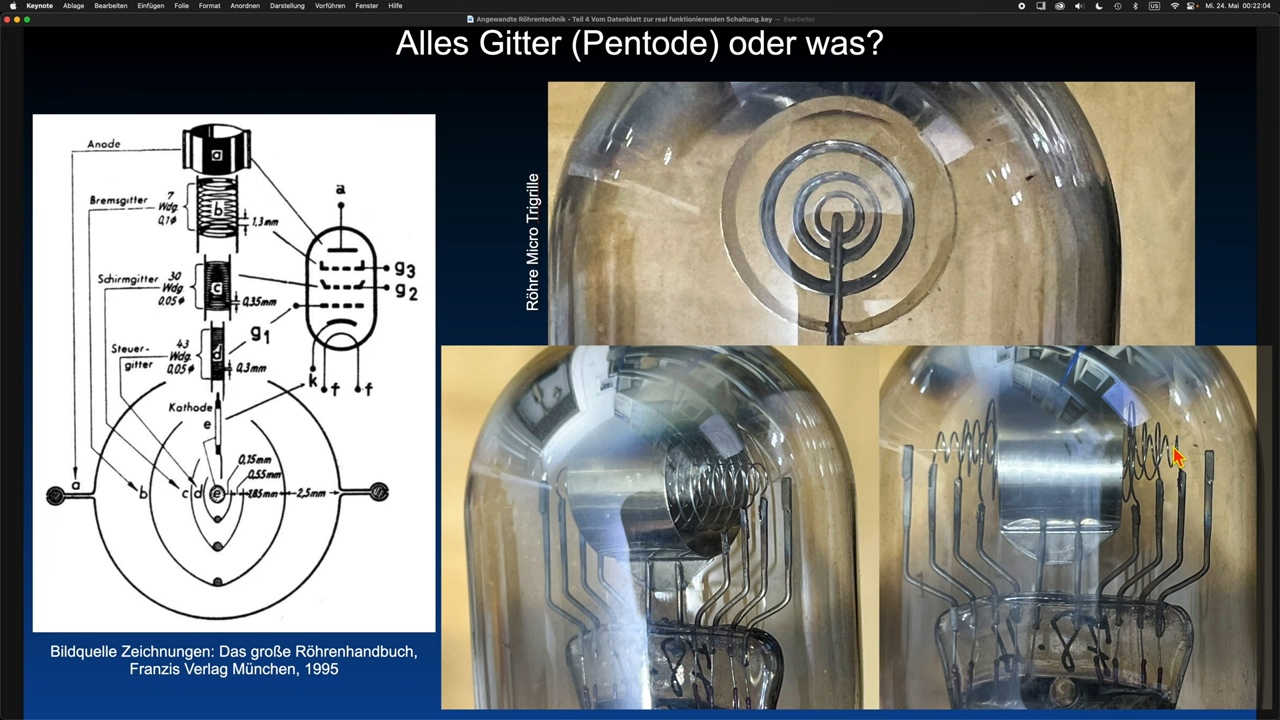 Keynote Ablage Bearbeiten Einfügen Folie Format Anordnen Darstellung Vorführen Fenster Hilfe
US
Mi. 24. Mai 00:22:04
Angewandte Röhrentechnik - Teil 4 Vom Datenblatt zur real funktionierenden Schaltung.key — Bearbeitet
Alles Gitter (Pentode) oder was?
Anode
a
a
Bremsgitter
7
Wdg.
0,1 Φ
b
1,3mm
g3
g2
Schirmgitter
30
Wdg.
0,05 Φ
c
0,35mm
g1
Steuer-
gitter
43
Wdg.
0,05 Φ
d
0,3mm
k
f
f
Kathode
e
0,15mm
0,55mm
1,85mm
2,5mm
a
b
c
d
e
Röhre Micro Trigrille
Bildquelle Zeichnungen: Das große Röhrenhandbuch,
Franzis Verlag München, 1995